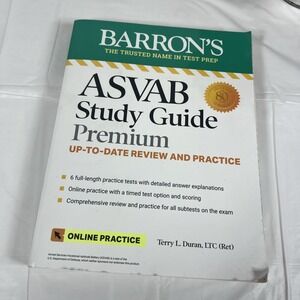 BARRON'S
THE TRUSTED NAME IN TEST PREP
ASVAB
Study Guide
Premium
UP-TO-DATE REVIEW AND PRACTICE
• 6 full-length practice tests with detailed answer explanations
• Online practice with a timed test option and scoring
• Comprehensive review and practice for all subtests on the exam
ONLINE PRACTICE
Terry L. Duran, LTC (Ret)